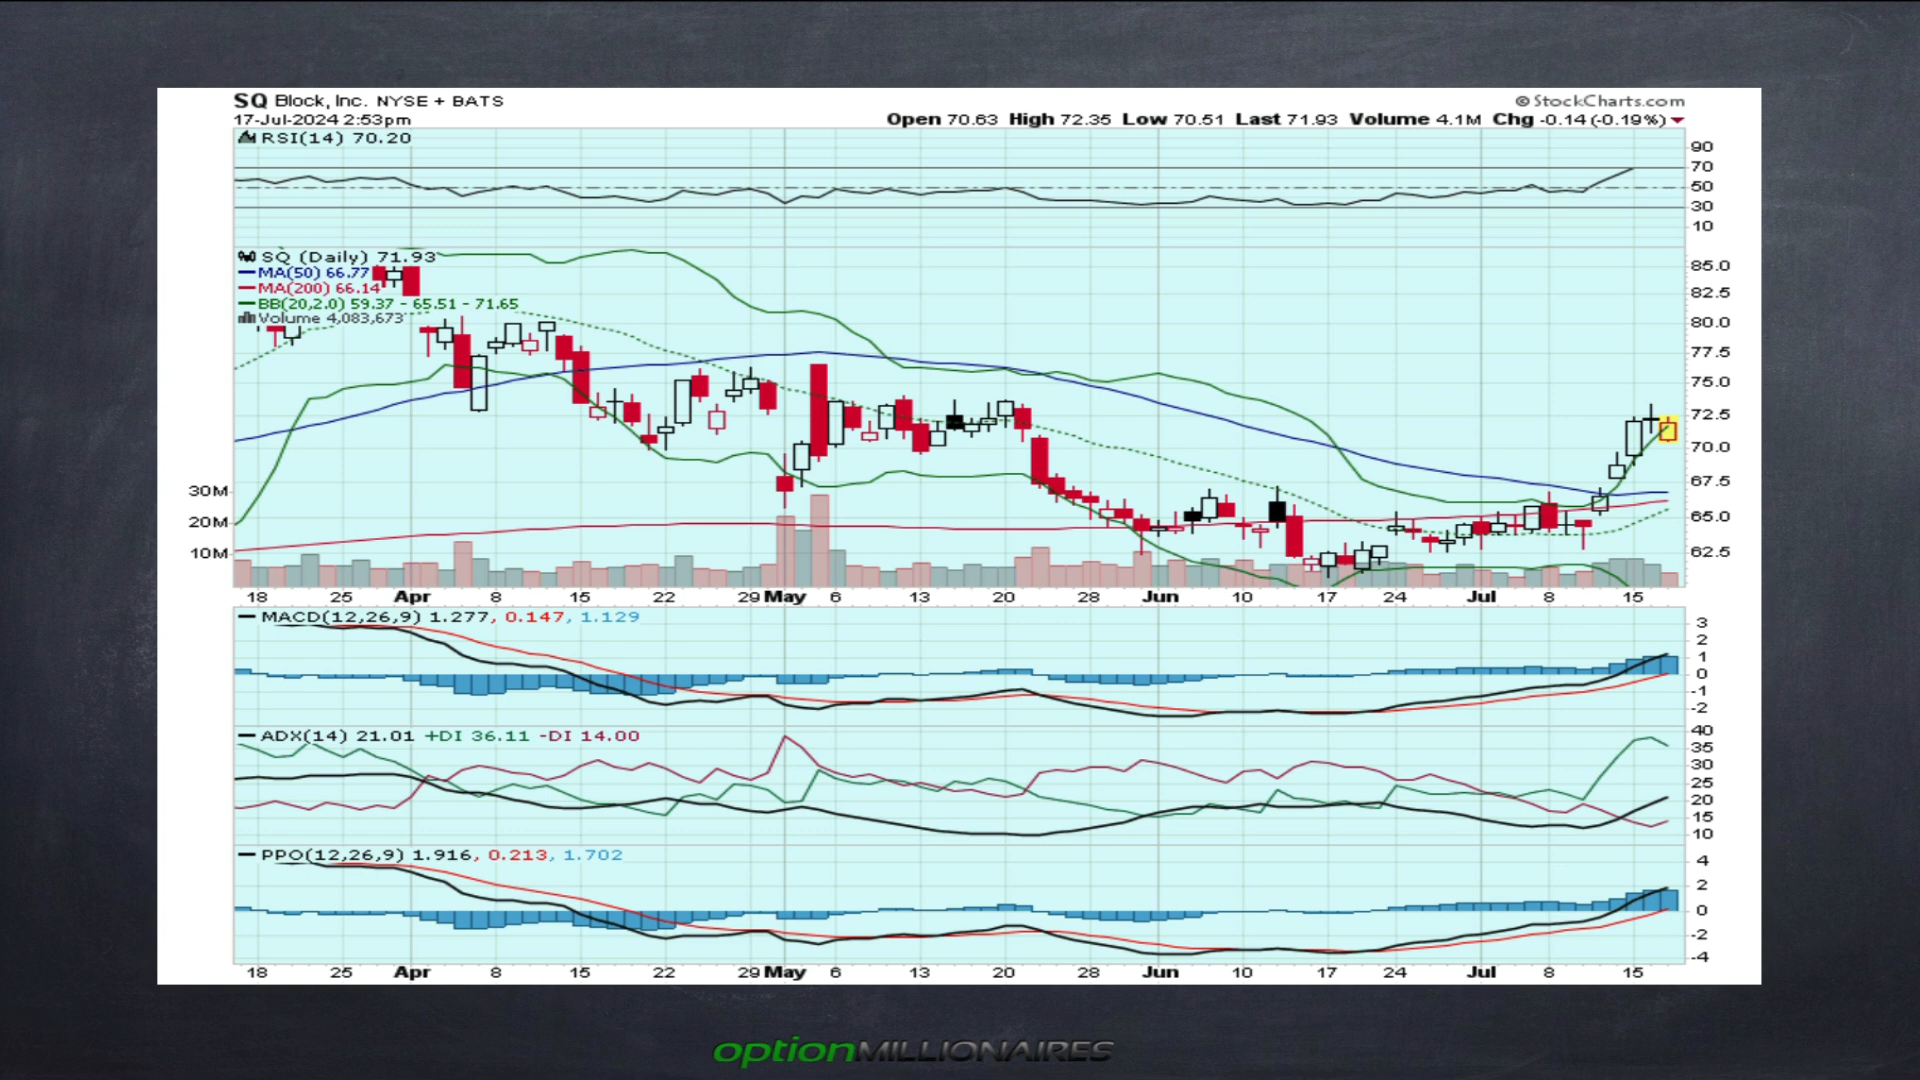 SQ Block, Inc. NYSE + BATS
© StockCharts.com
17-Jul-2024 2:53pm
Open 70.63 High 72.35 Low 70.51 Last 71.93 Volume 4.1M Chg -0.14 (-0.19%)
RSI(14) 70.20
90
70
50
30
10
SQ (Daily) 71.93
MA(50) 66.77
MA(200) 66.14
BB(20,2.0) 59.37 - 65.51 - 71.65
Volume 4,083,673
85.0
82.5
80.0
77.5
75.0
72.5
70.0
67.5
65.0
62.5
30M
20M
10M
18 25 Apr 8 15 22 29 May 6 13 20 28 Jun 10 17 24 Jul 8 15
MACD(12,26,9) 1.277, 0.147, 1.129
3
2
1
0
-1
-2
ADX(14) 21.01 +DI 36.11 -DI 14.00
40
35
30
25
20
15
10
PPO(12,26,9) 1.916, 0.213, 1.702
4
2
0
-2
-4
18 25 Apr 8 15 22 29 May 6 13 20 28 Jun 10 17 24 Jul 8 15
optionMILLIONAIRES